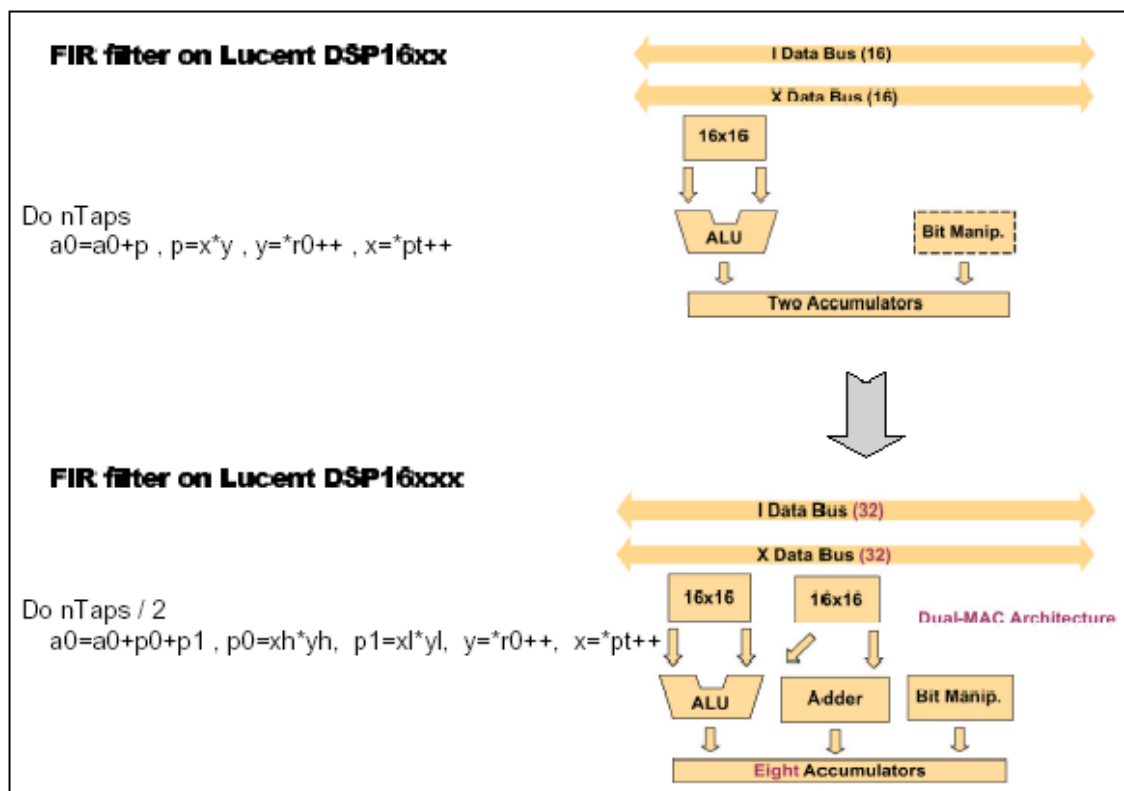 FIR filter on Lucent DSP16xx
I Data Bus (16)
X Data Bus (16)
16x16
Do nTaps
a0=a0+p , p=x*y , y=*r0++ , x=*pt++
ALU
Bit Manip.
Two Accumulators
FIR filter on Lucent DSP16xxx
I Data Bus (32)
X Data Bus (32)
16x16
16x16
Dual-MAC Architecture
Do nTaps / 2
a0=a0+p0+p1 , p0=xh*yh, p1=xl*yl, y=*r0++, x=*pt++
ALU
Adder
Bit Manip.
Eight Accumulators